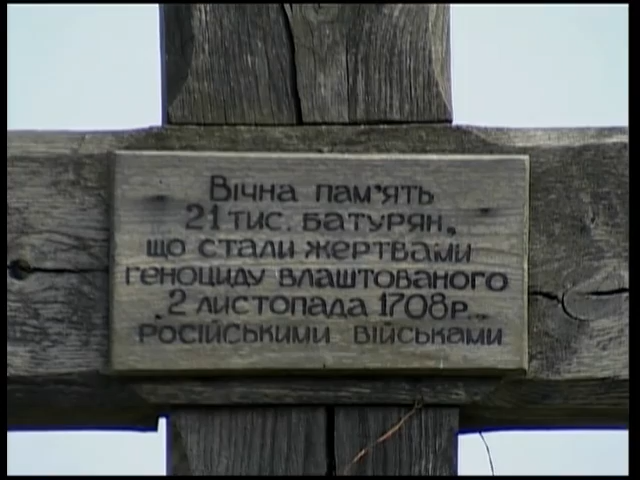 Вічна пам'ять
21 тис. батурян,
що стали жертвами
геноциду влаштованого
2 листопада 1708р.
російськими військами